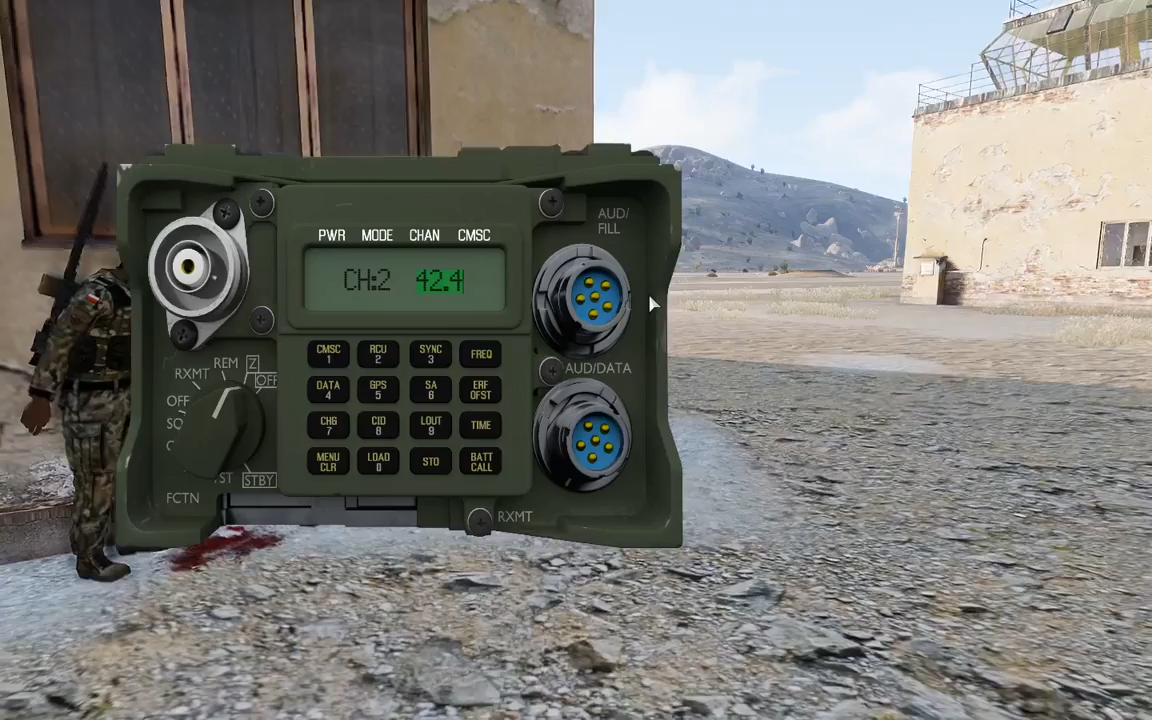 AUD/
FILL
PWR MODE CHAN CMSC
CH:2 42.4
CMSC
1
RCU
2
SYNC
3
FREQ
DATA
4
GPS
5
SA
6
ERF
OFST
CHG
7
CID
8
LOUT
9
TIME
MENU
CLR
LOAD
0
STO
BATT
CALL
AUD/DATA
REM
Z
RXMT
OFF
OFF
SQ
ST
STBY
FCTN
RXMT